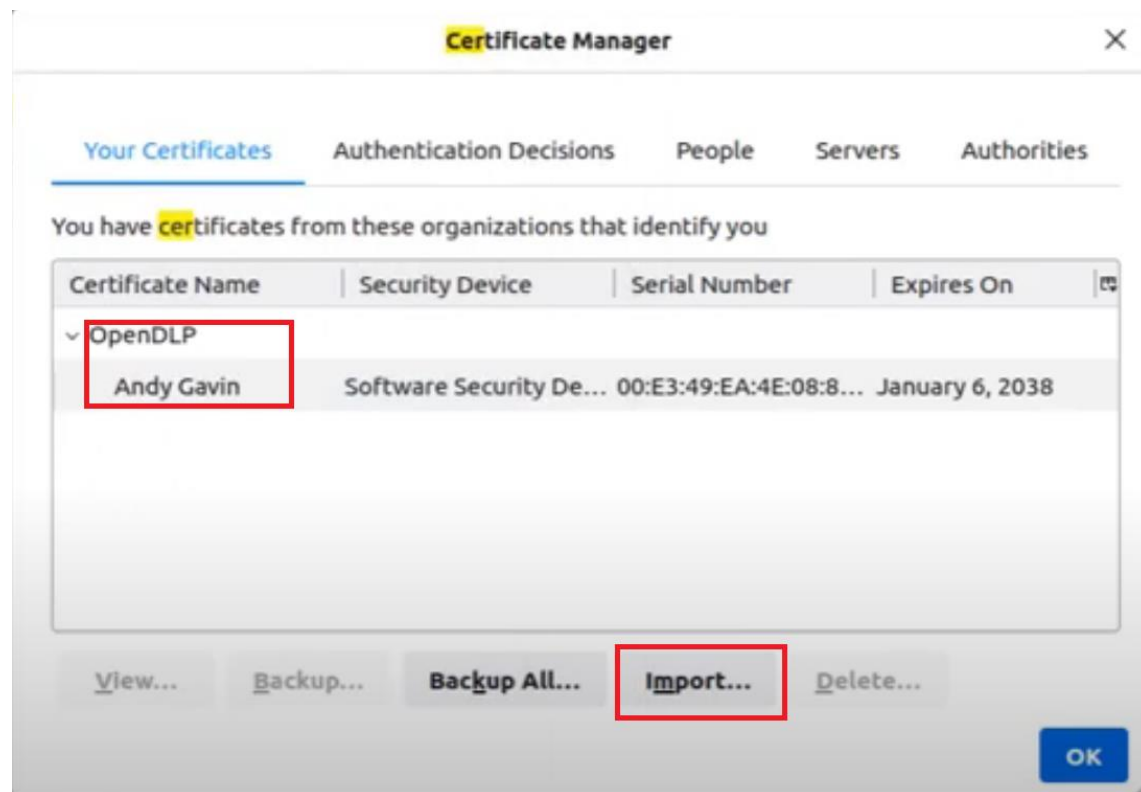 Certificate Manager
Your Certificates Authentication Decisions People Servers Authorities
You have certificates from these organizations that identify you
Certificate Name Security Device Serial Number Expires On
OpenDLP
Andy Gavin Software Security De... 00:E3:49:EA:4E:08:8... January 6, 2038
View... Backup... Backup All... Import... Delete...
OK